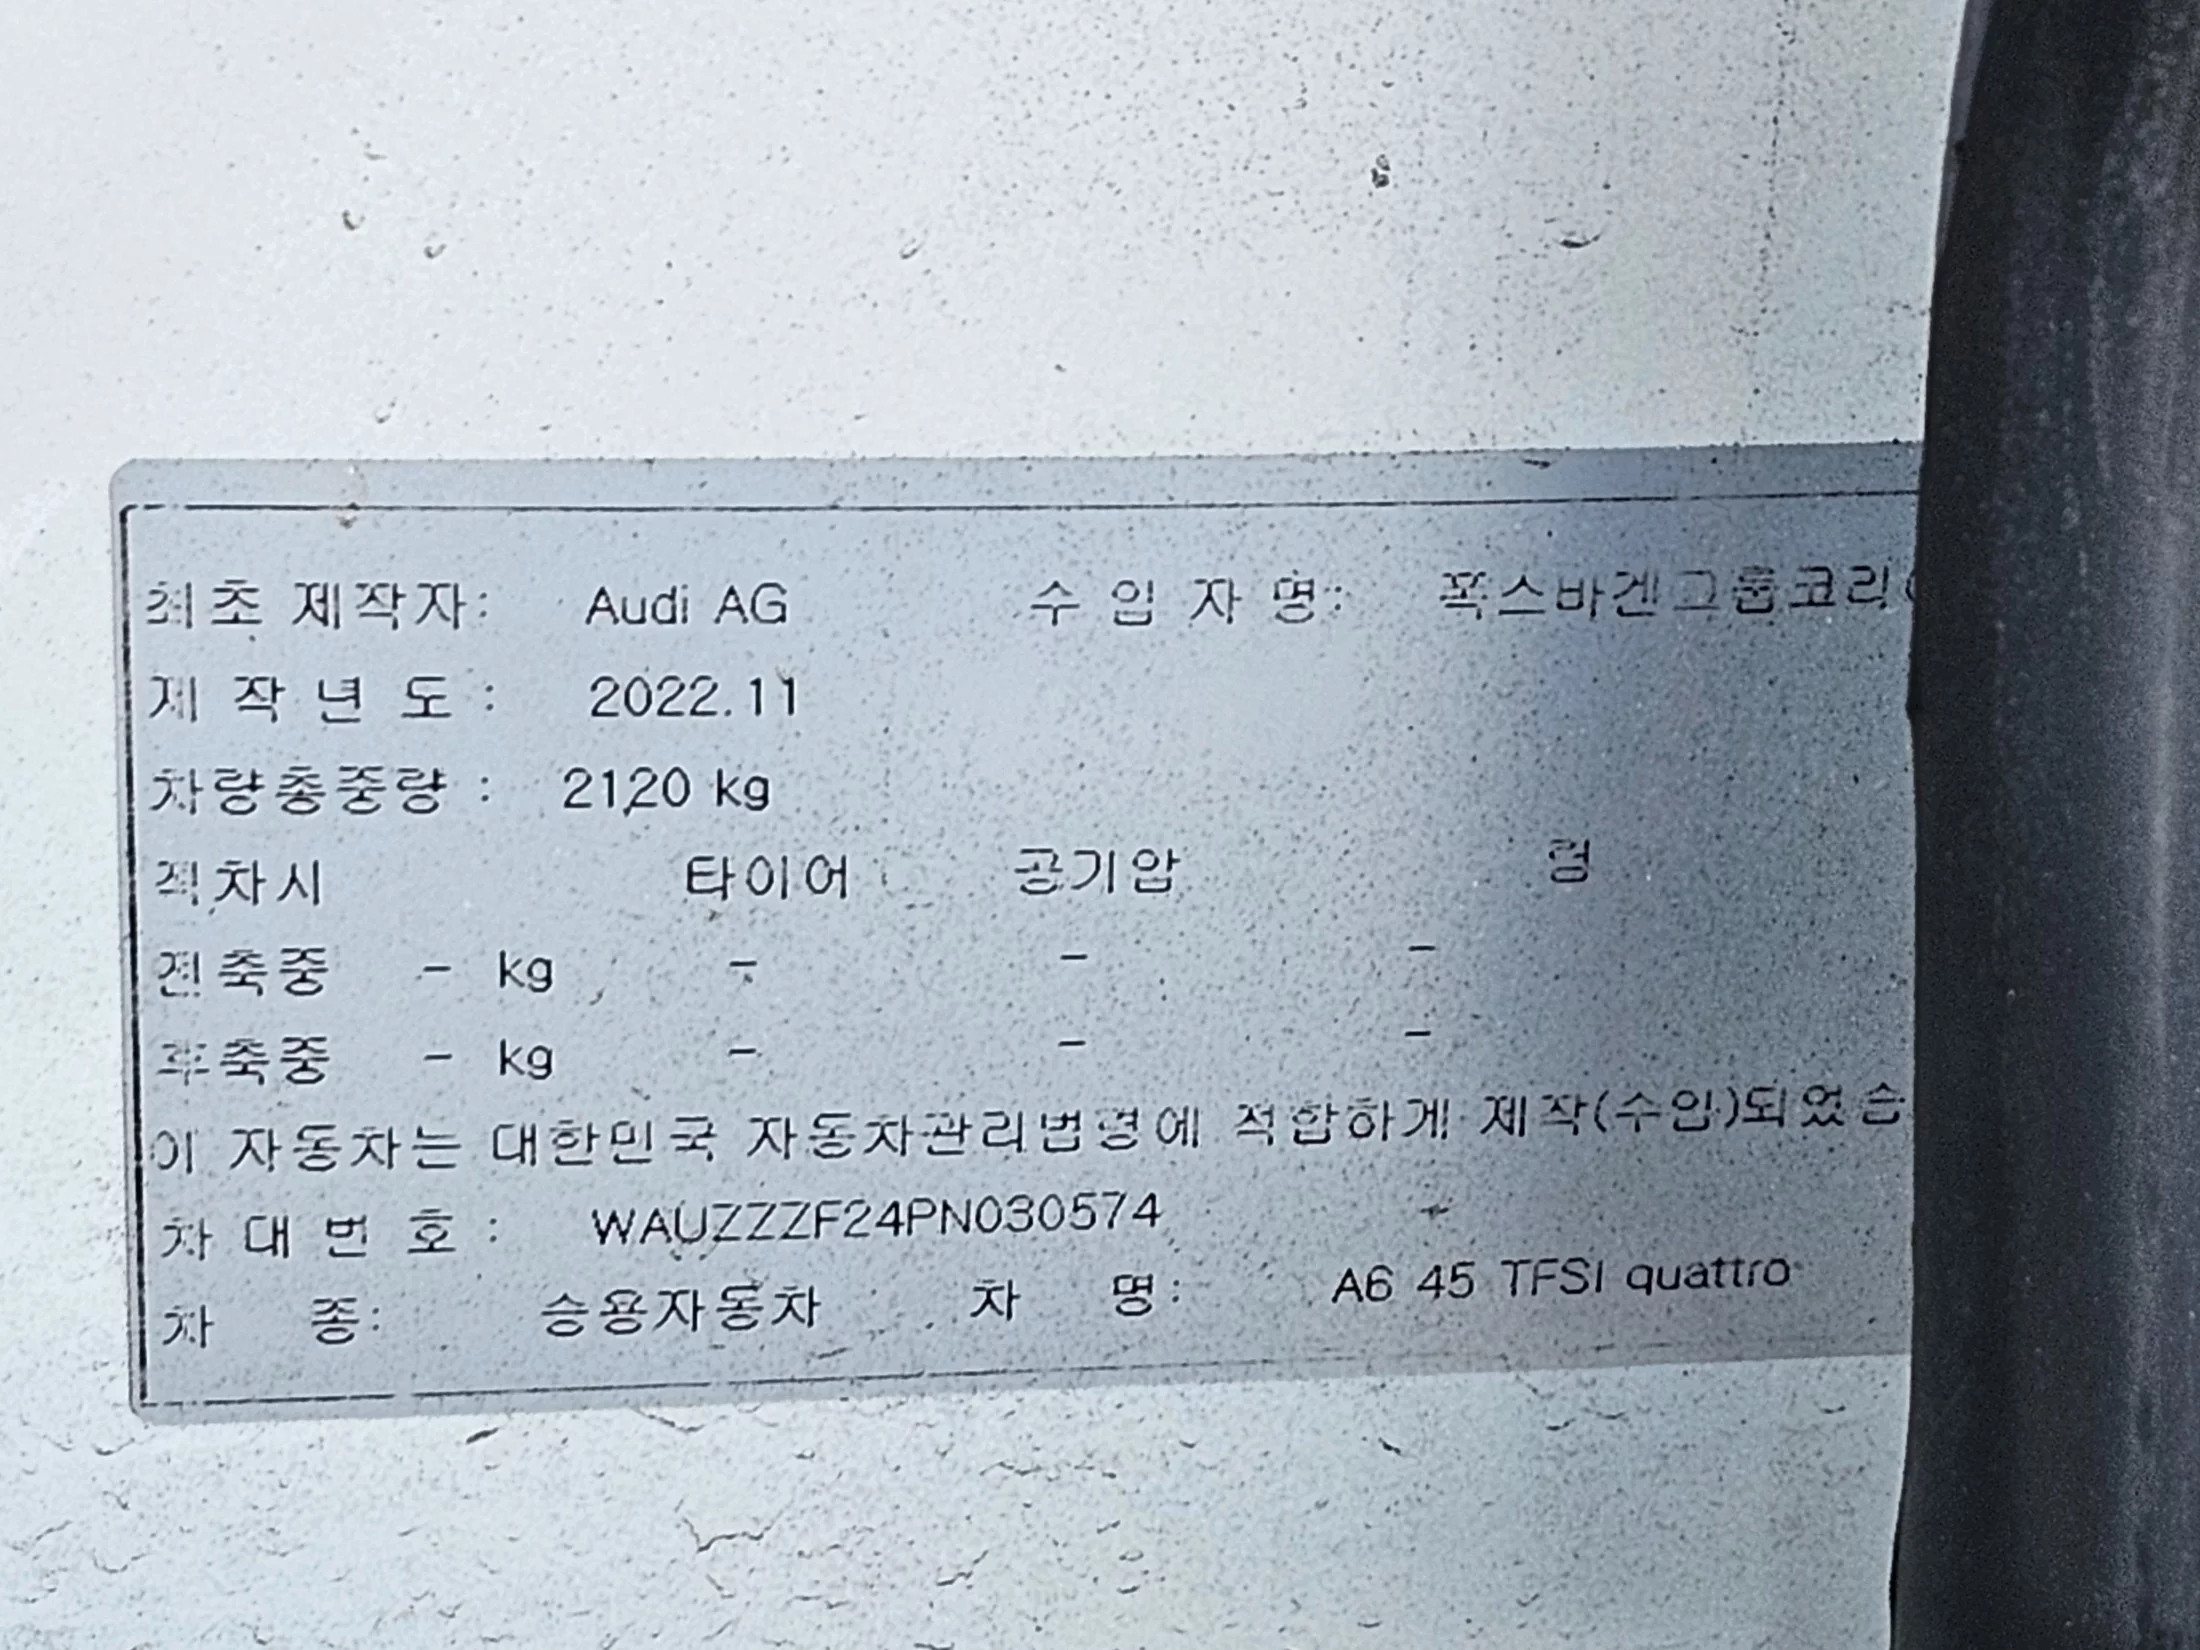 최초 제작자: Audi AG 수 입 자 명: 폭스바겐그룹코리
제 작 년 도 : 2022.11
차량총중량 : 2120 kg
적차시 타이어 공기압 림
전축중 - kg - - -
후축중 - kg - - -
이 자동차는 대한민국 자동차관리법령에 적합하게 제작(수입)되었습
차 대 번 호 : WAUZZZF24PN030574
차 종: 승용자동차 차 명: A6 45 TFSI quattro